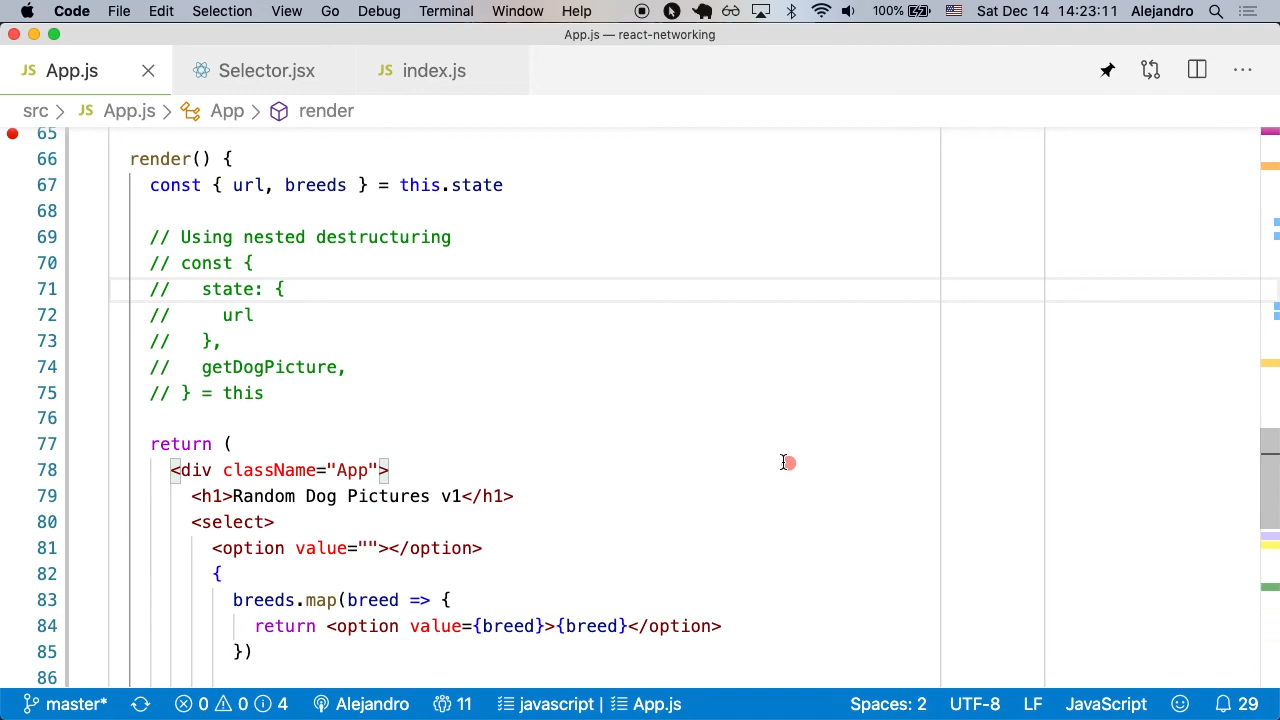 Code File Edit Selection View Go Debug Terminal Window Help 100% Sat Dec 14 14:23:11 Alejandro
App.js — react-networking
JS App.js Selector.jsx JS index.js
src JS App.js App render
65
66 render() {
67 const { url, breeds } = this.state
68
69 // Using nested destructuring
70 // const {
71 //   state: {
72 //     url
73 //   },
74 //   getDogPicture,
75 // } = this
76
77 return (
78 <div className="App">
79 <h1>Random Dog Pictures v1</h1>
80 <select>
81 <option value=""></option>
82 {
83 breeds.map(breed => {
84 return <option value={breed}>{breed}</option>
85 })
86
master* 0 0 4 Alejandro 11 javascript | App.js Spaces: 2 UTF-8 LF JavaScript 29